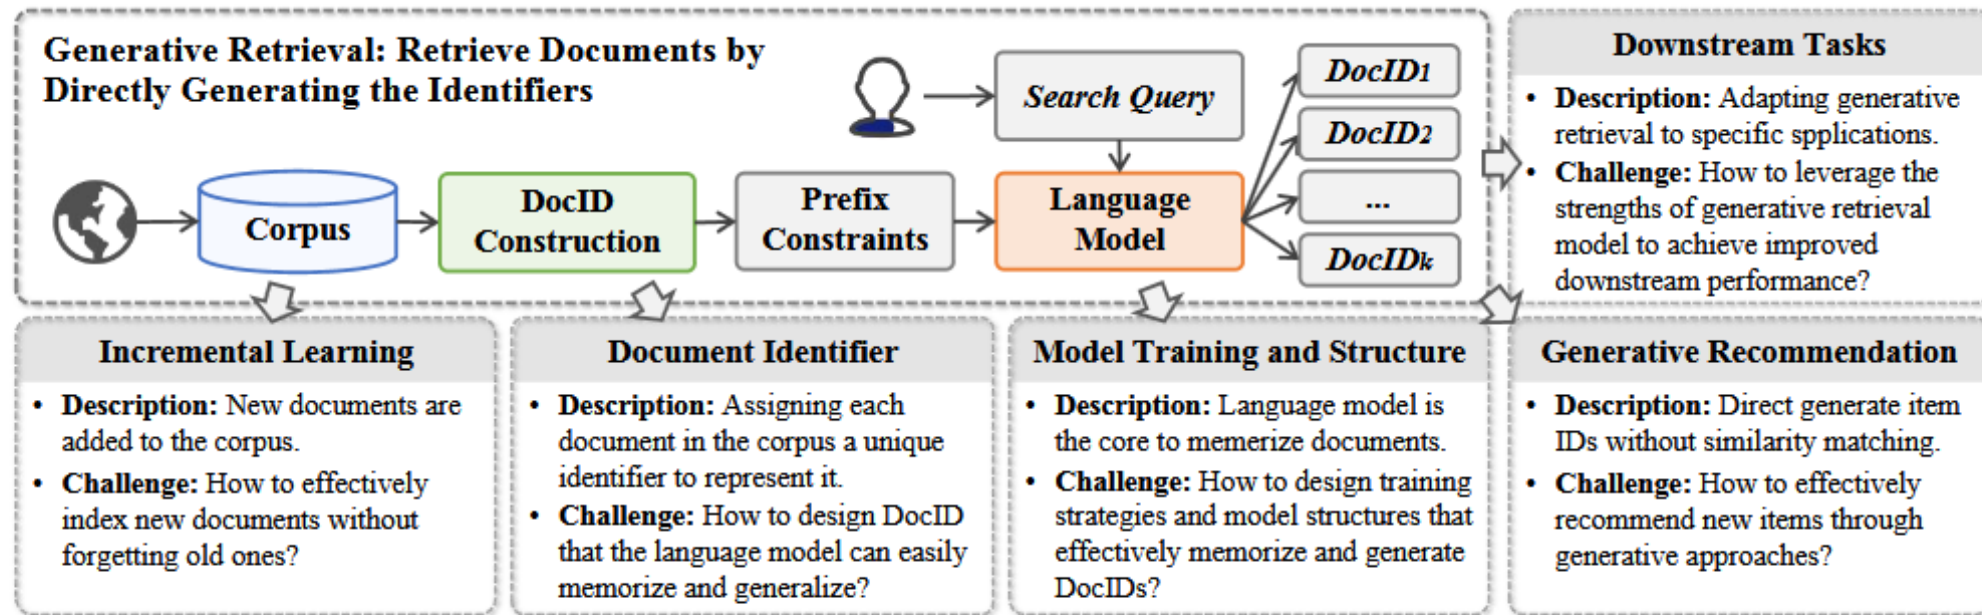 Generative Retrieval: Retrieve Documents by
Directly Generating the Identifiers
Search Query
DocID1
DocID2
...
DocIDk
Corpus
DocID
Construction
Prefix
Constraints
Language
Model
Downstream Tasks
• Description: Adapting generative
retrieval to specific spplications.
• Challenge: How to leverage the
strengths of generative retrieval
model to achieve improved
downstream performance?
Incremental Learning
• Description: New documents are
added to the corpus.
• Challenge: How to effectively
index new documents without
forgetting old ones?
Document Identifier
• Description: Assigning each
document in the corpus a unique
identifier to represent it.
• Challenge: How to design DocID
that the language model can easily
memorize and generalize?
Model Training and Structure
• Description: Language model is
the core to memerize documents.
• Challenge: How to design training
strategies and model structures that
effectively memorize and generate
DocIDs?
Generative Recommendation
• Description: Direct generate item
IDs without similarity matching.
• Challenge: How to effectively
recommend new items through
generative approaches?